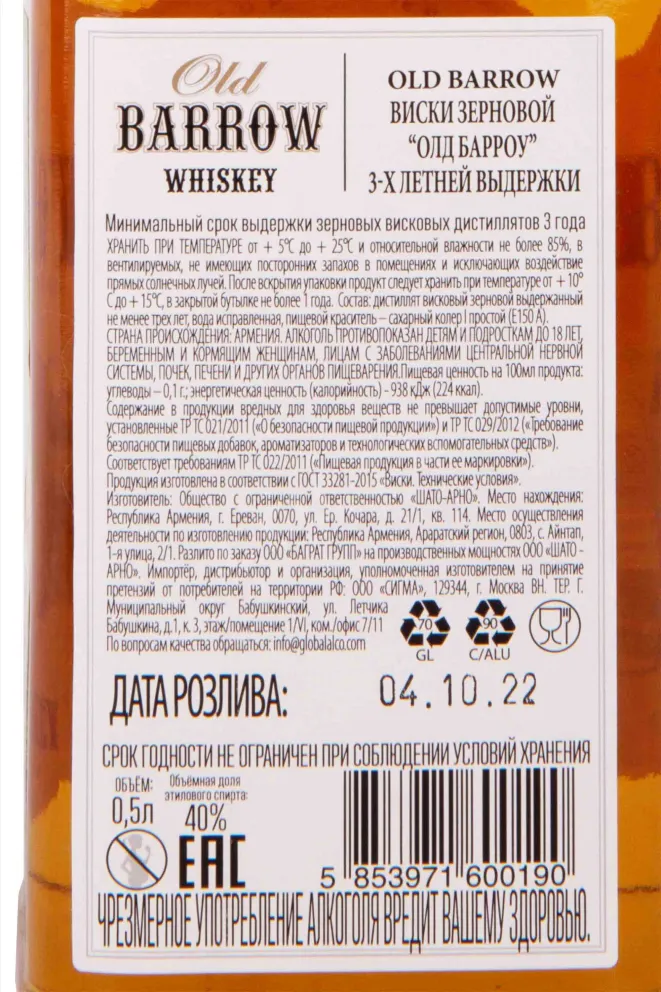 Old
BARROW
WHISKEY
OLD BARROW
ВИСКИ ЗЕРНОВОЙ
“ОЛД БАРРОУ”
3-Х ЛЕТНЕЙ ВЫДЕРЖКИ
Минимальный срок выдержки зерновых висковых дистиллятов 3 года
ХРАНИТЬ ПРИ ТЕМПЕРАТУРЕ от + 5°C до + 25°C и относительной влажности не более 85%, в
вентилируемых, не имеющих посторонних запахов в помещениях и исключающих воздействие
прямых солнечных лучей. После вскрытия упаковки продукт следует хранить при температуре от + 10°
C до + 15°C, в закрытой бутылке не более 1 года. Состав: дистиллят висковый зерновой выдержанный
не менее трех лет, вода исправленная, пищевой краситель – сахарный колер I простой (E150 A).
СТРАНА ПРОИСХОЖДЕНИЯ: АРМЕНИЯ. АЛКОГОЛЬ ПРОТИВОПОКАЗАН ДЕТЯМ И ПОДРОСТКАМ ДО 18 ЛЕТ,
БЕРЕМЕННЫМ И КОРМЯЩИМ ЖЕНЩИНАМ, ЛИЦАМ С ЗАБОЛЕВАНИЯМИ ЦЕНТРАЛЬНОЙ НЕРВНОЙ
СИСТЕМЫ, ПОЧЕК, ПЕЧЕНИ И ДРУГИХ ОРГАНОВ ПИЩЕВАРЕНИЯ.Пищевая ценность на 100мл продукта:
углеводы – 0,1 г.; энергетическая ценность (калорийность) - 938 кДж (224 ккал).
Содержание в продукции вредных для здоровья веществ не превышает допустимые уровни,
установленные ТР ТС 021/2011 («О безопасности пищевой продукции») и ТР ТС 029/2012 («Требование
безопасности пищевых добавок, ароматизаторов и технологических вспомогательных средств»).
Соответствует требованиям ТР ТС 022/2011 («Пищевая продукция в части ее маркировки»).
Продукция изготовлена в соответствии с ГОСТ 33281-2015 «Виски. Технические условия».
Изготовитель: Общество с ограниченной ответственностью «ШАТО-АРНО». Место нахождения:
Республика Армения, г. Ереван, 0070, ул. Ер. Кочара, д. 21/1, кв. 114. Место осуществления
деятельности по изготовлению продукции: Республика Армения, Араратский регион, 0803, с. Айнтап,
1-я улица, 2/1. Разлито по заказу ООО «БАГРАТ ГРУПП» на производственных мощностях ООО «ШАТО -
АРНО». Импортёр, дистрибьютор и организация, уполномоченная изготовителем на принятие
претензий от потребителей на территории РФ: ООО «СИГМА», 129344, г. Москва ВН. ТЕР. Г.
Муниципальный округ Бабушкинский, ул Летчика
Бабушкина, д.1, к. 3, этаж/помещение 1/VI, ком./офис 7/11
По вопросам качества обращаться: info@globalalco.com
70
GL
90
C/ALU
ДАТА РОЗЛИВА:
04.10.22
СРОК ГОДНОСТИ НЕ ОГРАНИЧЕН ПРИ СОБЛЮДЕНИИ УСЛОВИЙ ХРАНЕНИЯ
ОБЪЁМ:
0,5л
Объёмная доля
этилового спирта:
40%
ЕАС
5 853971 600190
ЧРЕЗМЕРНОЕ УПОТРЕБЛЕНИЕ АЛКОГОЛЯ ВРЕДИТ ВАШЕМУ ЗДОРОВЬЮ.